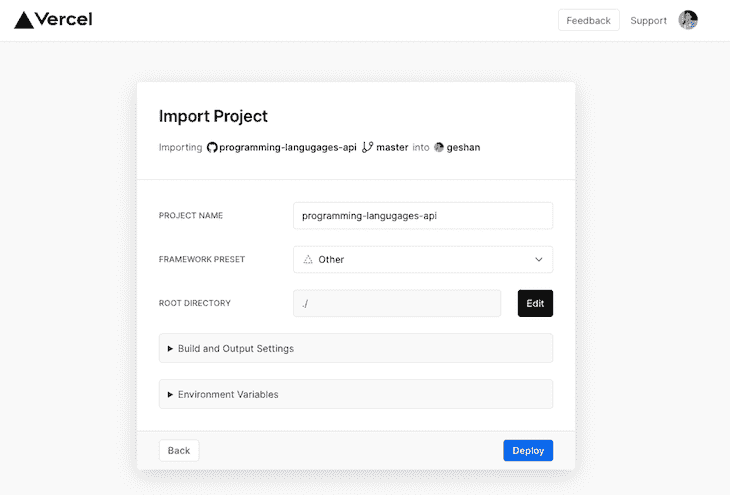 Vercel
Feedback Support
Import Project
Importing programming-langugages-api master into geshan
PROJECT NAME programming-langugages-api
FRAMEWORK PRESET Other
ROOT DIRECTORY ./ Edit
Build and Output Settings
Environment Variables
Back Deploy